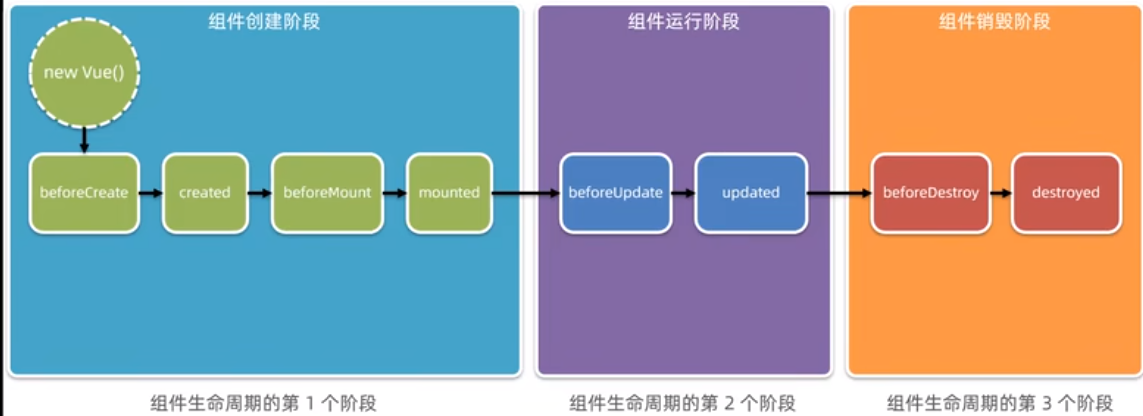 组件创建阶段
组件运行阶段
组件销毁阶段
new Vue()
beforeCreate
created
beforeMount
mounted
beforeUpdate
updated
beforeDestroy
destroyed
组件生命周期的第 1 个阶段
组件生命周期的第 2 个阶段
组件生命周期的第 3 个阶段